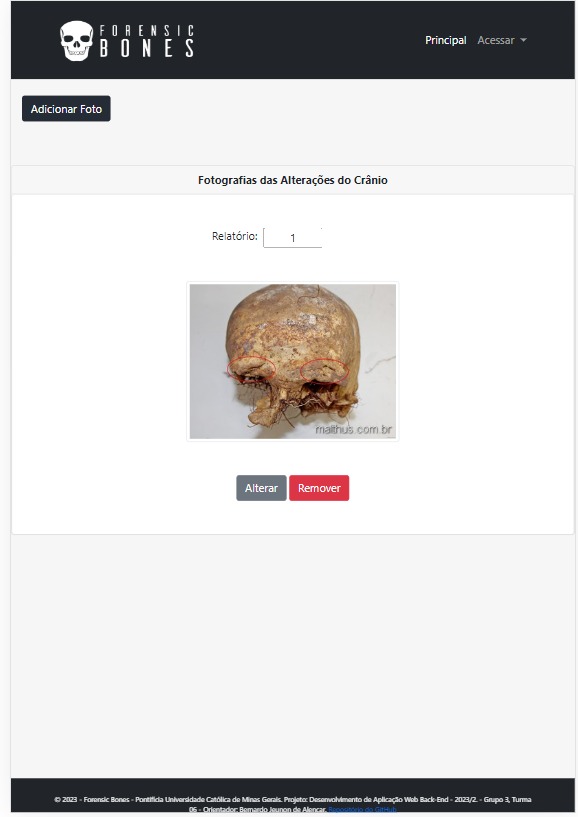 FORENSIC
BONES
Principal Acessar
Adicionar Foto
Fotografias das Alterações do Crânio
Relatório: 1
malthus.com.br
Alterar Remover
© 2023 - Forensic Bones - Pontifícia Universidade Católica de Minas Gerais. Projeto: Desenvolvimento de Aplicação Web Back-End - 2023/2. - Grupo 3, Turma
06 - Orientador: Bernardo Jeunon de Alencar. Repositório do GitHub